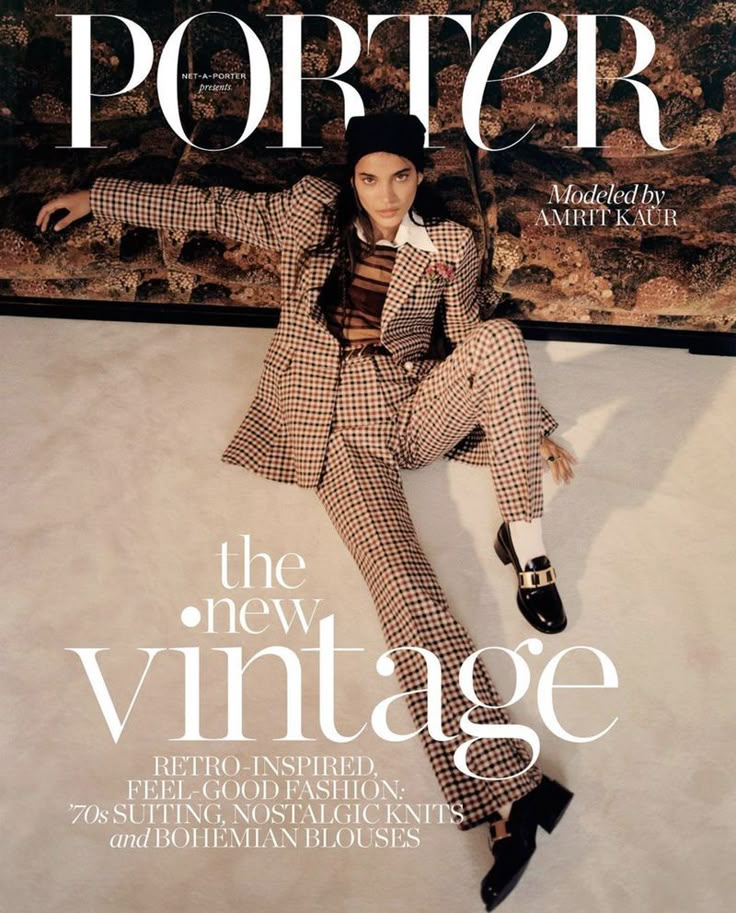 PORTER
NET-A-PORTER
presents
Modeled by
AMRIT KAUR
the
new
vintage
RETRO-INSPIRED,
FEEL-GOOD FASHION:
'70s SUITING, NOSTALGIC KNITS
and BOHEMIAN BLOUSES